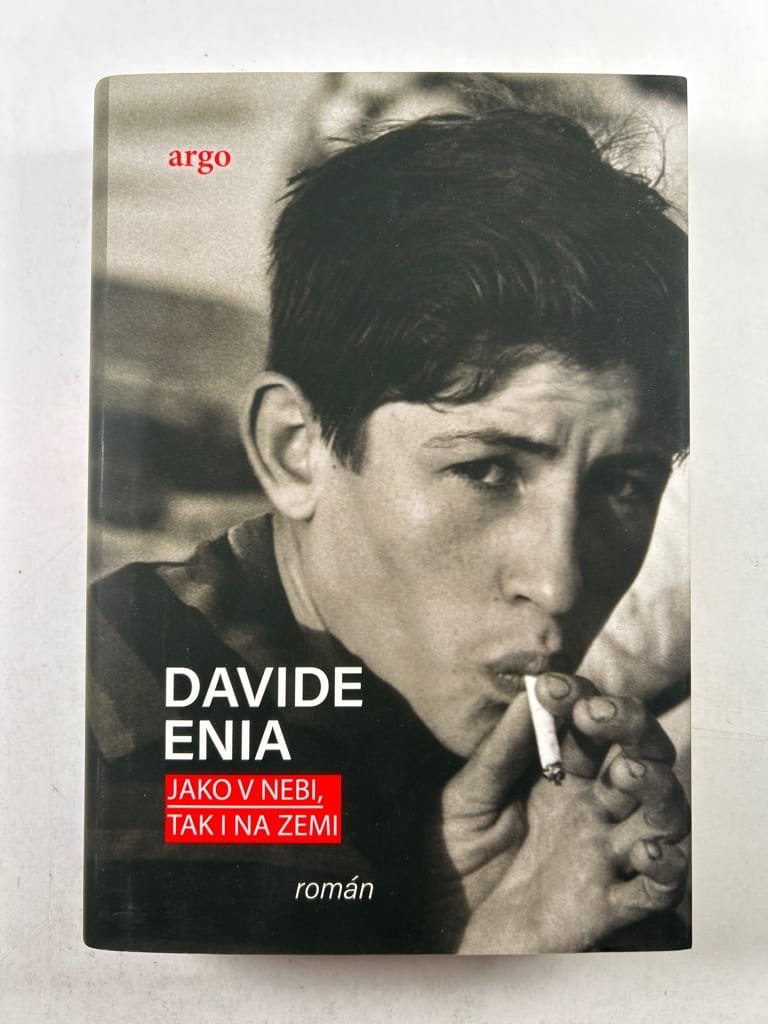 argo
DAVIDE
ENIA
JAKO V NEBI,
TAK I NA ZEMI
román